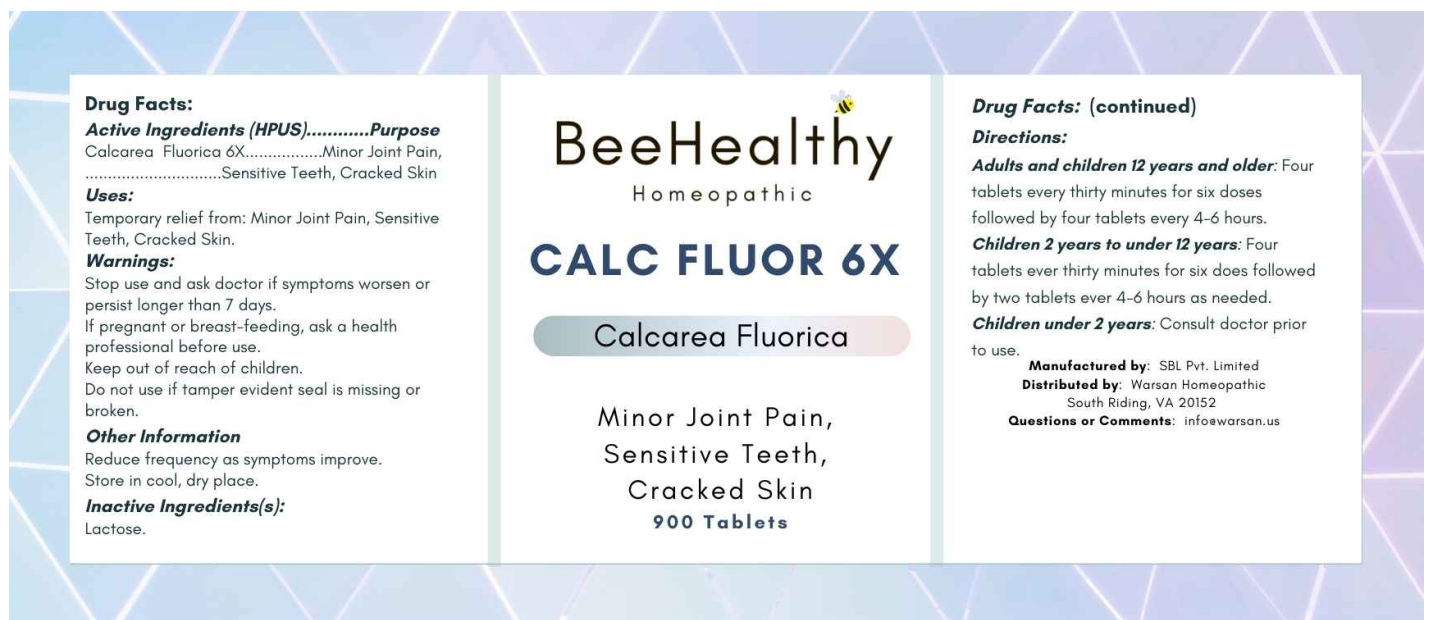 Drug Facts:
Active Ingredients (HPUS)............Purpose
Calcarea Fluorica 6X................Minor Joint Pain,
............................Sensitive Teeth, Cracked Skin
Uses:
Temporary relief from: Minor Joint Pain, Sensitive
Teeth, Cracked Skin.
Warnings:
Stop use and ask doctor if symptoms worsen or
persist longer than 7 days.
If pregnant or breast-feeding, ask a health
professional before use.
Keep out of reach of children.
Do not use if tamper evident seal is missing or
broken.
Other Information
Reduce frequency as symptoms improve.
Store in cool, dry place.
Inactive Ingredients(s):
Lactose.
BeeHealthy
Homeopathic
CALC FLUOR 6X
Calcarea Fluorica
Minor Joint Pain,
Sensitive Teeth,
Cracked Skin
900 Tablets
Drug Facts: (continued)
Directions:
Adults and children 12 years and older: Four
tablets every thirty minutes for six doses
followed by four tablets every 4-6 hours.
Children 2 years to under 12 years: Four
tablets ever thirty minutes for six does followed
by two tablets ever 4-6 hours as needed.
Children under 2 years: Consult doctor prior
to use.
Manufactured by: SBL Pvt. Limited
Distributed by: Warsan Homeopathic
South Riding, VA 20152
Questions or Comments: info@warsan.us